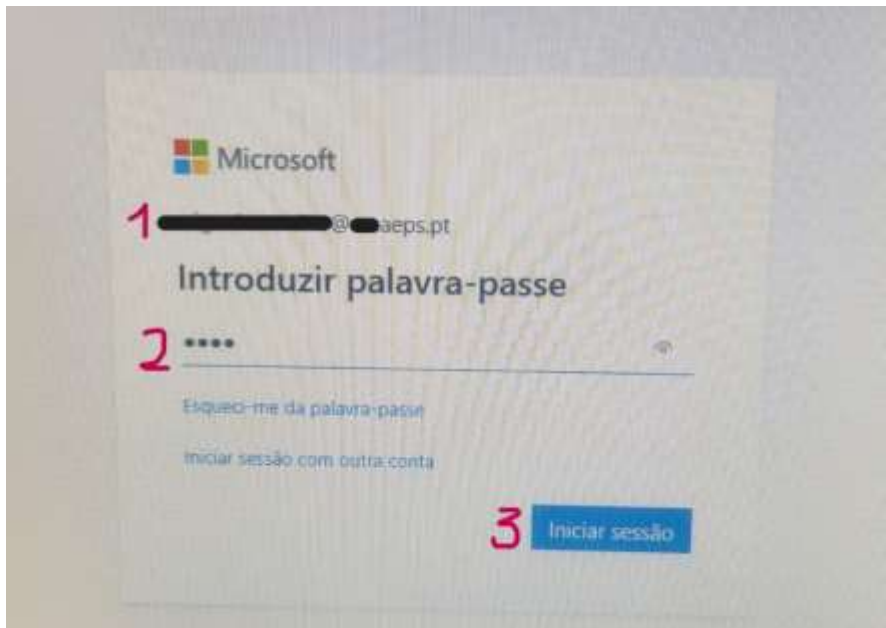 Microsoft
1 @ aeps.pt
Introduzir palavra-passe
2 ••••
Esqueci-me da palavra-passe
Iniciar sessão com outra conta
3 Iniciar sessão